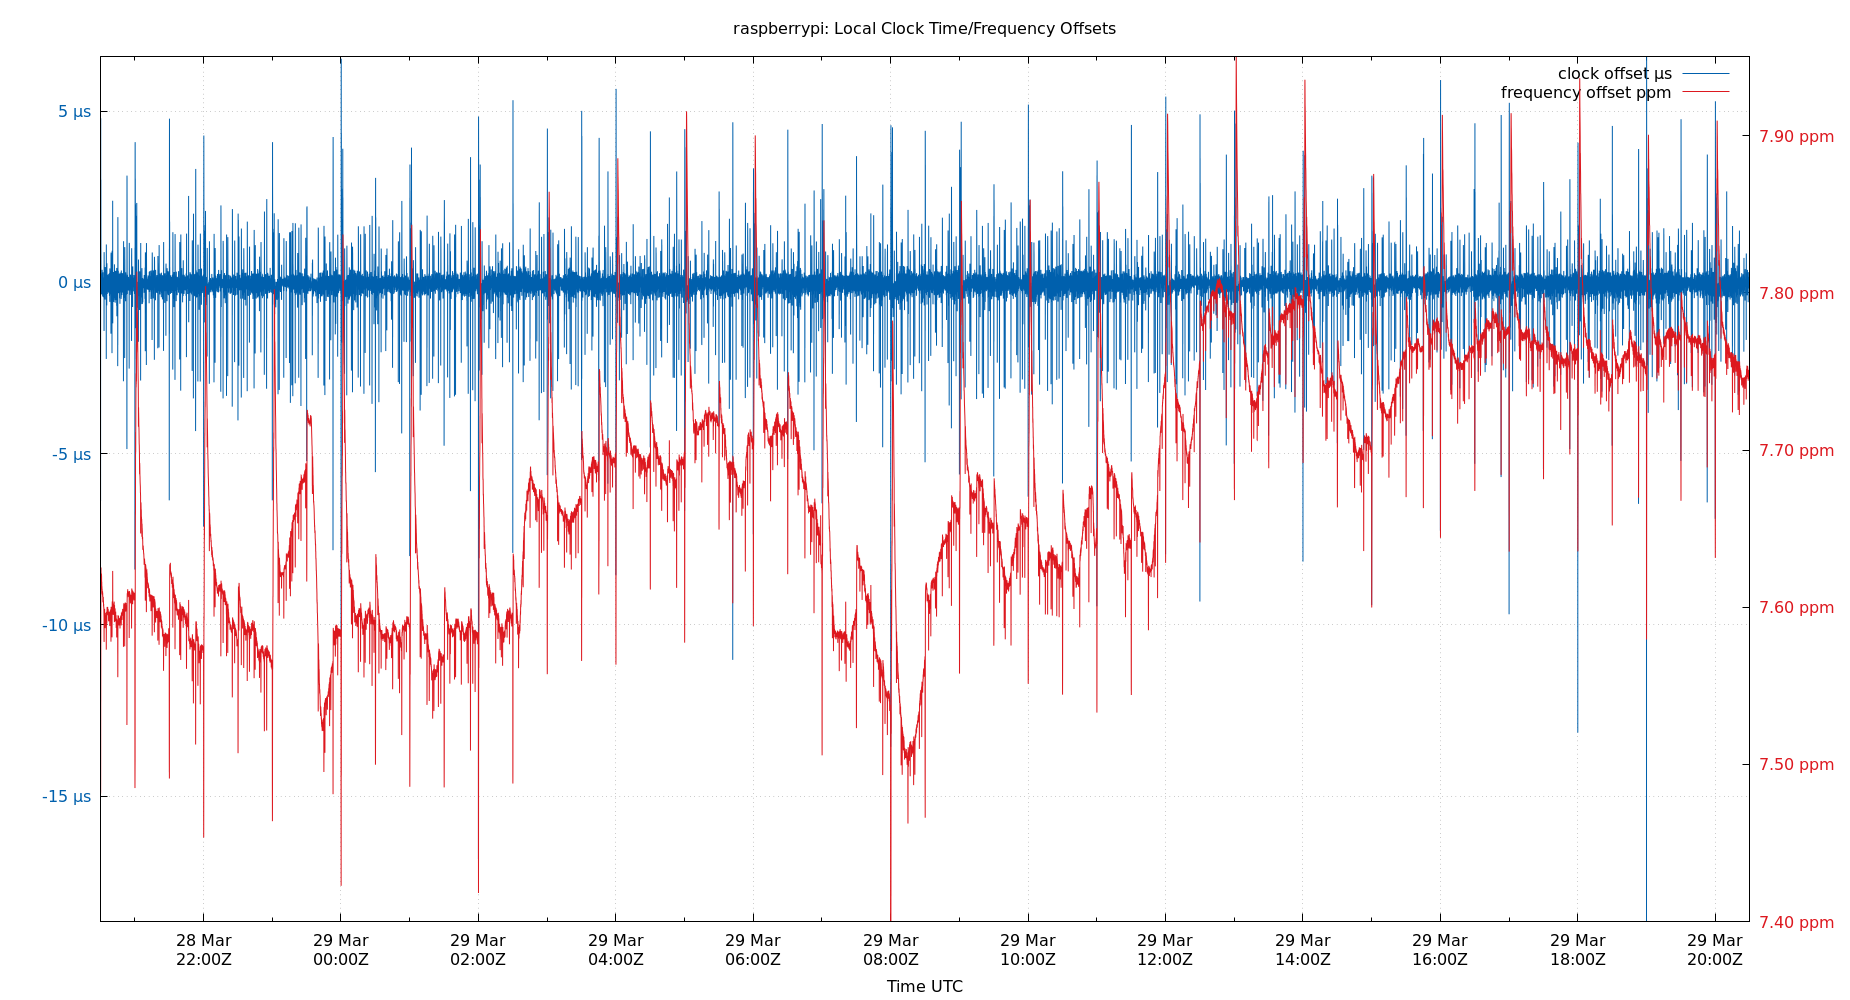 raspberrypi: Local Clock Time/Frequency Offsets
clock offset µs
frequency offset ppm
5 µs
0 µs
-5 µs
-10 µs
-15 µs
7.90 ppm
7.80 ppm
7.70 ppm
7.60 ppm
7.50 ppm
7.40 ppm
28 Mar 29 Mar 29 Mar 29 Mar 29 Mar 29 Mar 29 Mar 29 Mar 29 Mar 29 Mar 29 Mar 29 Mar
22:00Z 00:00Z 02:00Z 04:00Z 06:00Z 08:00Z 10:00Z 12:00Z 14:00Z 16:00Z 18:00Z 20:00Z
Time UTC